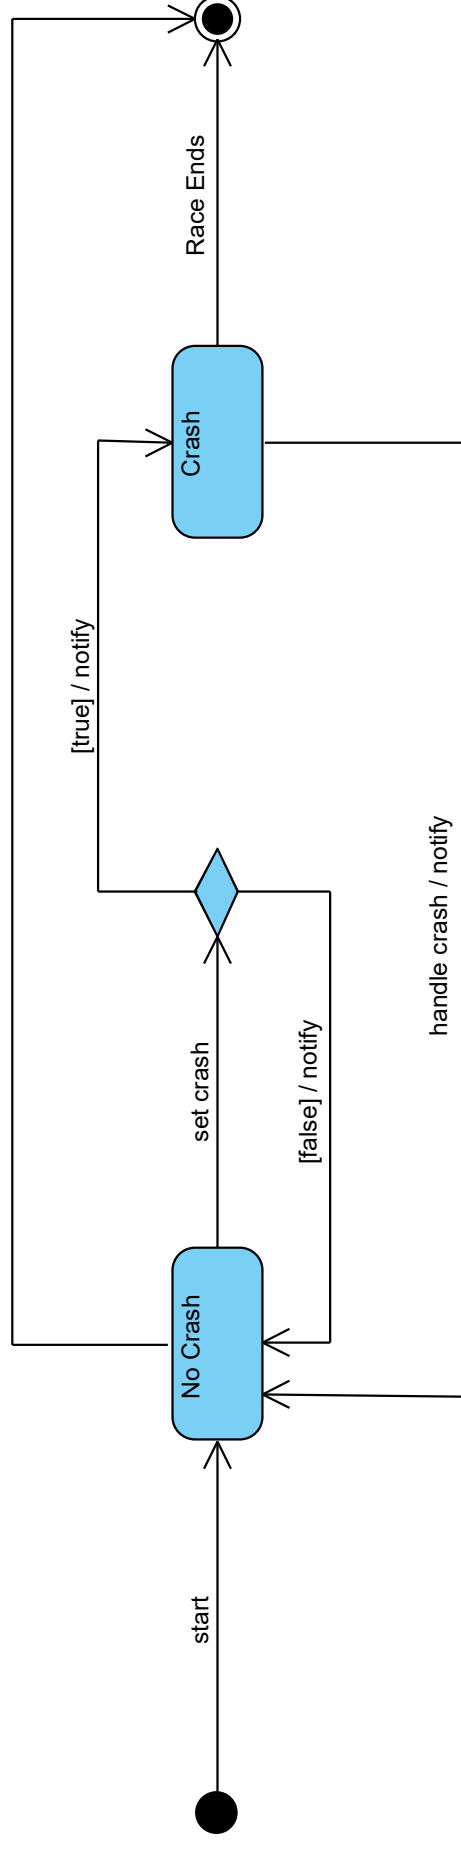 start
No Crash
set crash
[false] / notify
[true] / notify
handle crash / notify
Crash
Race Ends